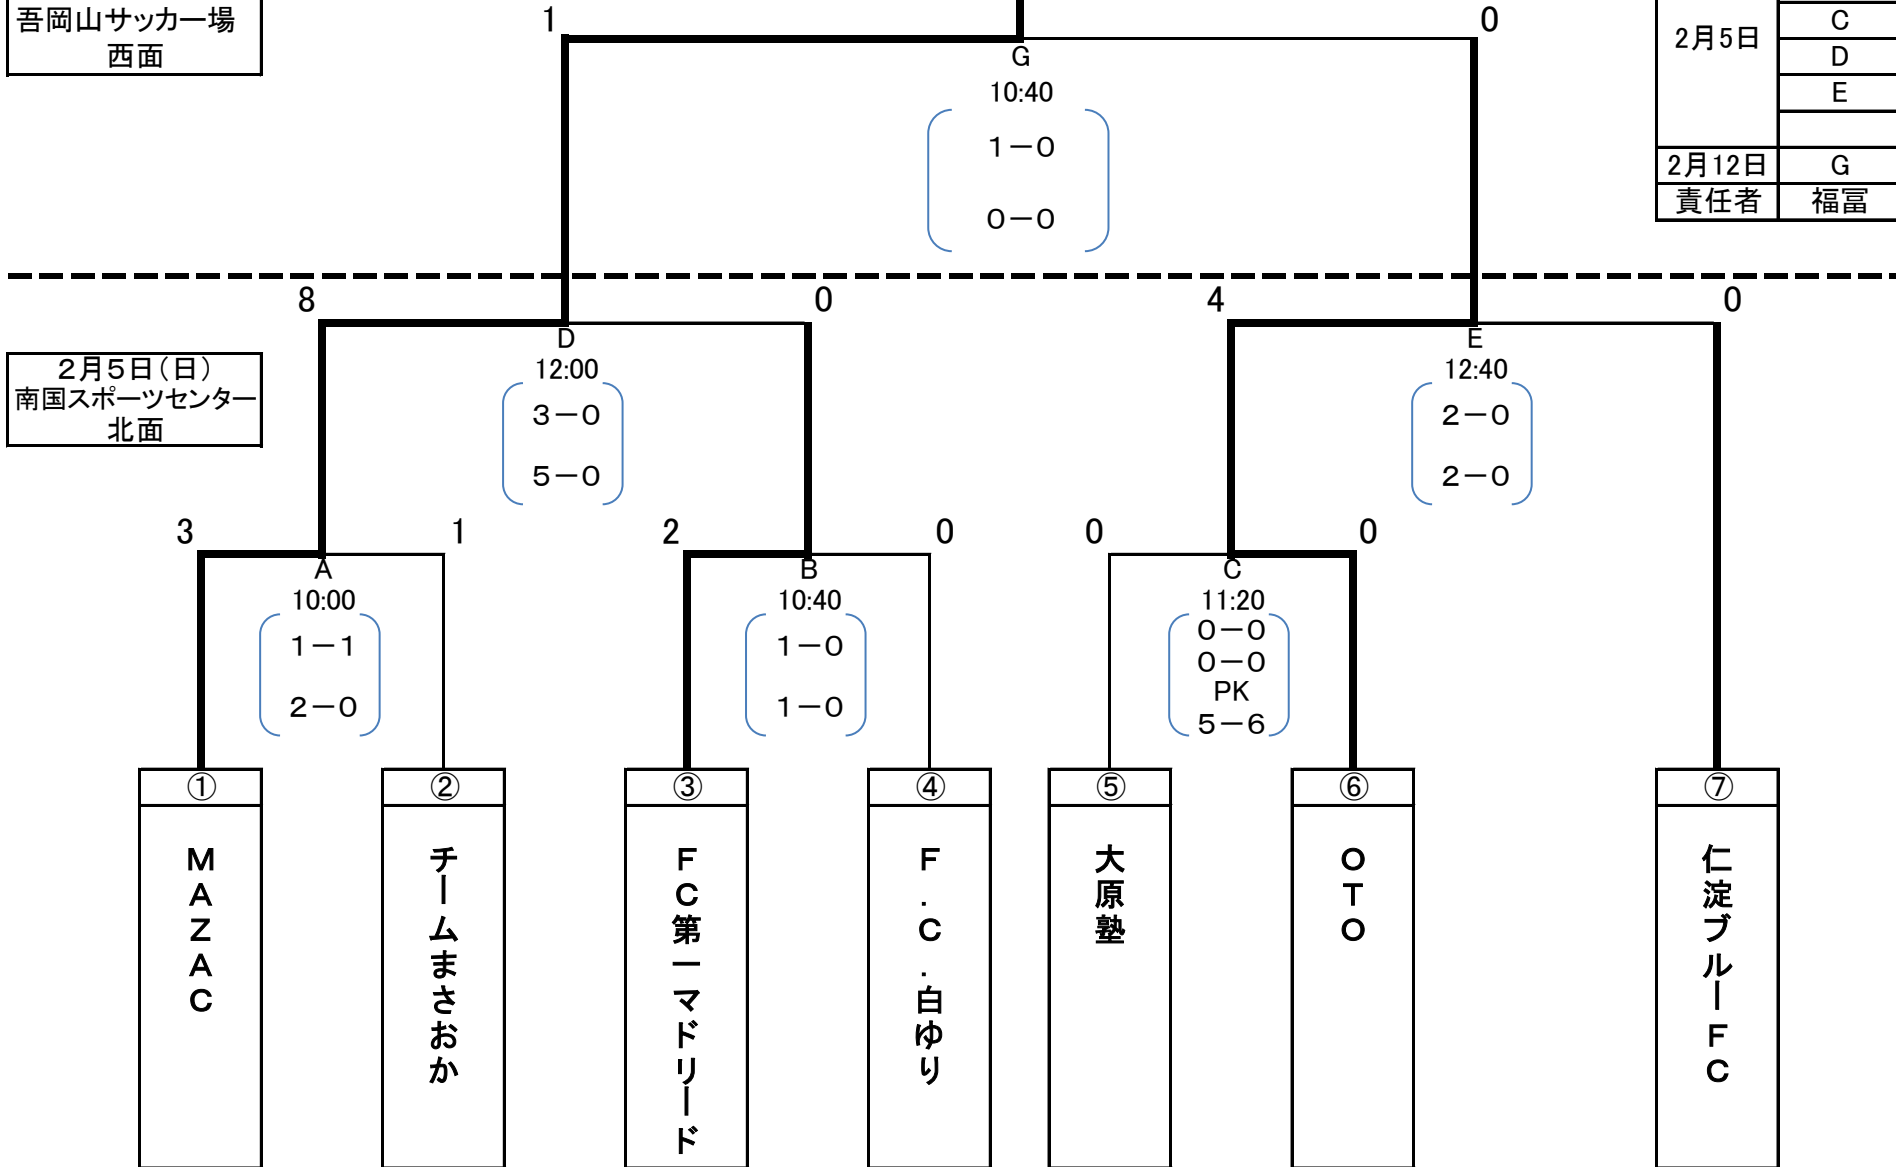 吾岡山サッカー場
西面
1
0
G
10:40
1－0
0－0
2月5日
C
D
E
2月12日
G
責任者
福冨
8
0
4
0
D
12:00
3－0
5－0
E
12:40
2－0
2－0
2月5日(日)
南国スポーツセンター
北面
3
1
2
0
0
0
A
10:00
1－1
2－0
B
10:40
1－0
1－0
C
11:20
0－0
0－0
PK
5－6
①
②
③
④
⑤
⑥
⑦
MAZAC
チームまさおか
FC第一マドリード
F.C.白ゆり
大原塾
OTO
仁淀ブルーFC